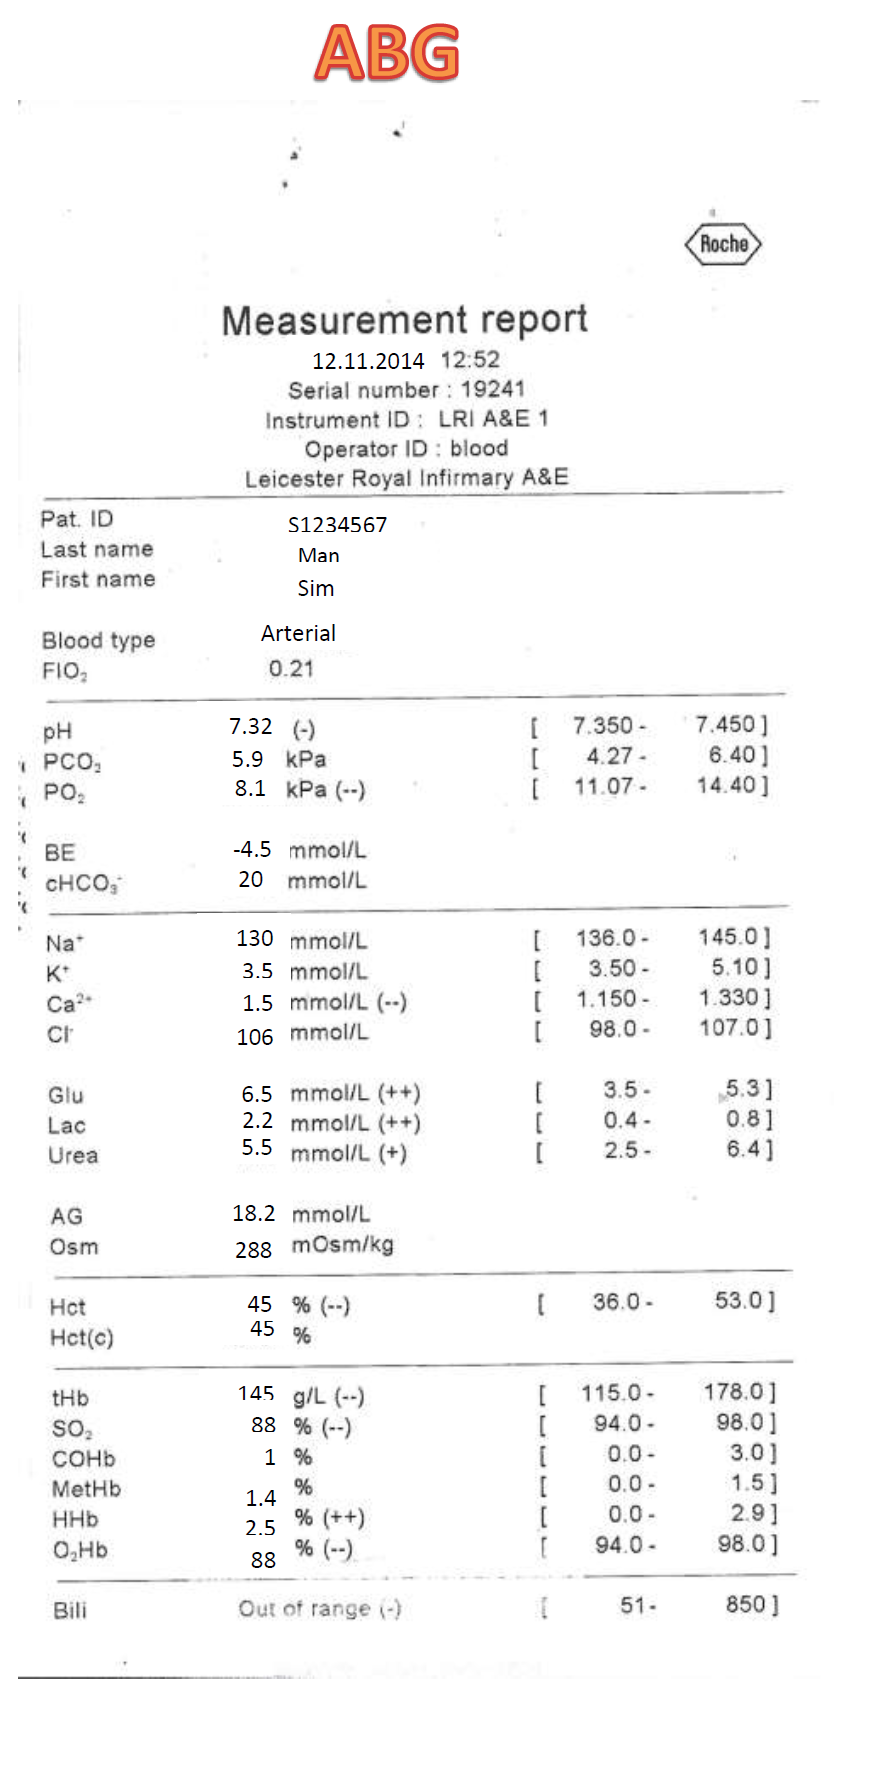 ABG
Roche
Measurement report
12.11.2014 12:52
Serial number : 19241
Instrument ID : LRI A&E 1
Operator ID : blood
Leicester Royal Infirmary A&E
Pat. ID S1234567
Last name Man
First name Sim
Blood type Arterial
FIO₂ 0.21
pH 7.32 (-) [ 7.350 - 7.450 ]
PCO₂ 5.9 kPa [ 4.27 - 6.40 ]
PO₂ 8.1 kPa (--) [ 11.07 - 14.40 ]
BE -4.5 mmol/L
cHCO₃⁻ 20 mmol/L
Na⁺ 130 mmol/L [ 136.0 - 145.0 ]
K⁺ 3.5 mmol/L [ 3.50 - 5.10 ]
Ca²⁺ 1.5 mmol/L (--) [ 1.150 - 1.330 ]
Cl⁻ 106 mmol/L [ 98.0 - 107.0 ]
Glu 6.5 mmol/L (++) [ 3.5 - 5.3 ]
Lac 2.2 mmol/L (++) [ 0.4 - 0.8 ]
Urea 5.5 mmol/L (+) [ 2.5 - 6.4 ]
AG 18.2 mmol/L
Osm 288 mOsm/kg
Hct 45 % (--) [ 36.0 - 53.0 ]
Hct(c) 45 %
tHb 145 g/L (--) [ 115.0 - 178.0 ]
SO₂ 88 % (--) [ 94.0 - 98.0 ]
COHb 1 % [ 0.0 - 3.0 ]
MetHb 1.4 % [ 0.0 - 1.5 ]
HHb 2.5 % (++) [ 0.0 - 2.9 ]
O₂Hb 88 % (--) [ 94.0 - 98.0 ]
Bili Out of range (-) [ 51 - 850 ]